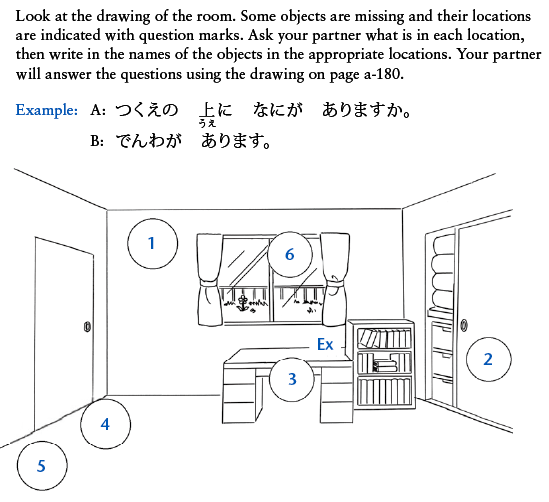 Look at the drawing of the room. Some objects are missing and their locations
are indicated with question marks. Ask your partner what is in each location,
then write in the names of the objects in the appropriate locations. Your partner
will answer the questions using the drawing on page a-180.
Example: A: つくえの 上に なにが ありますか。
うえ
B: でんわが あります。
1
6
Ex
2
3
4
5